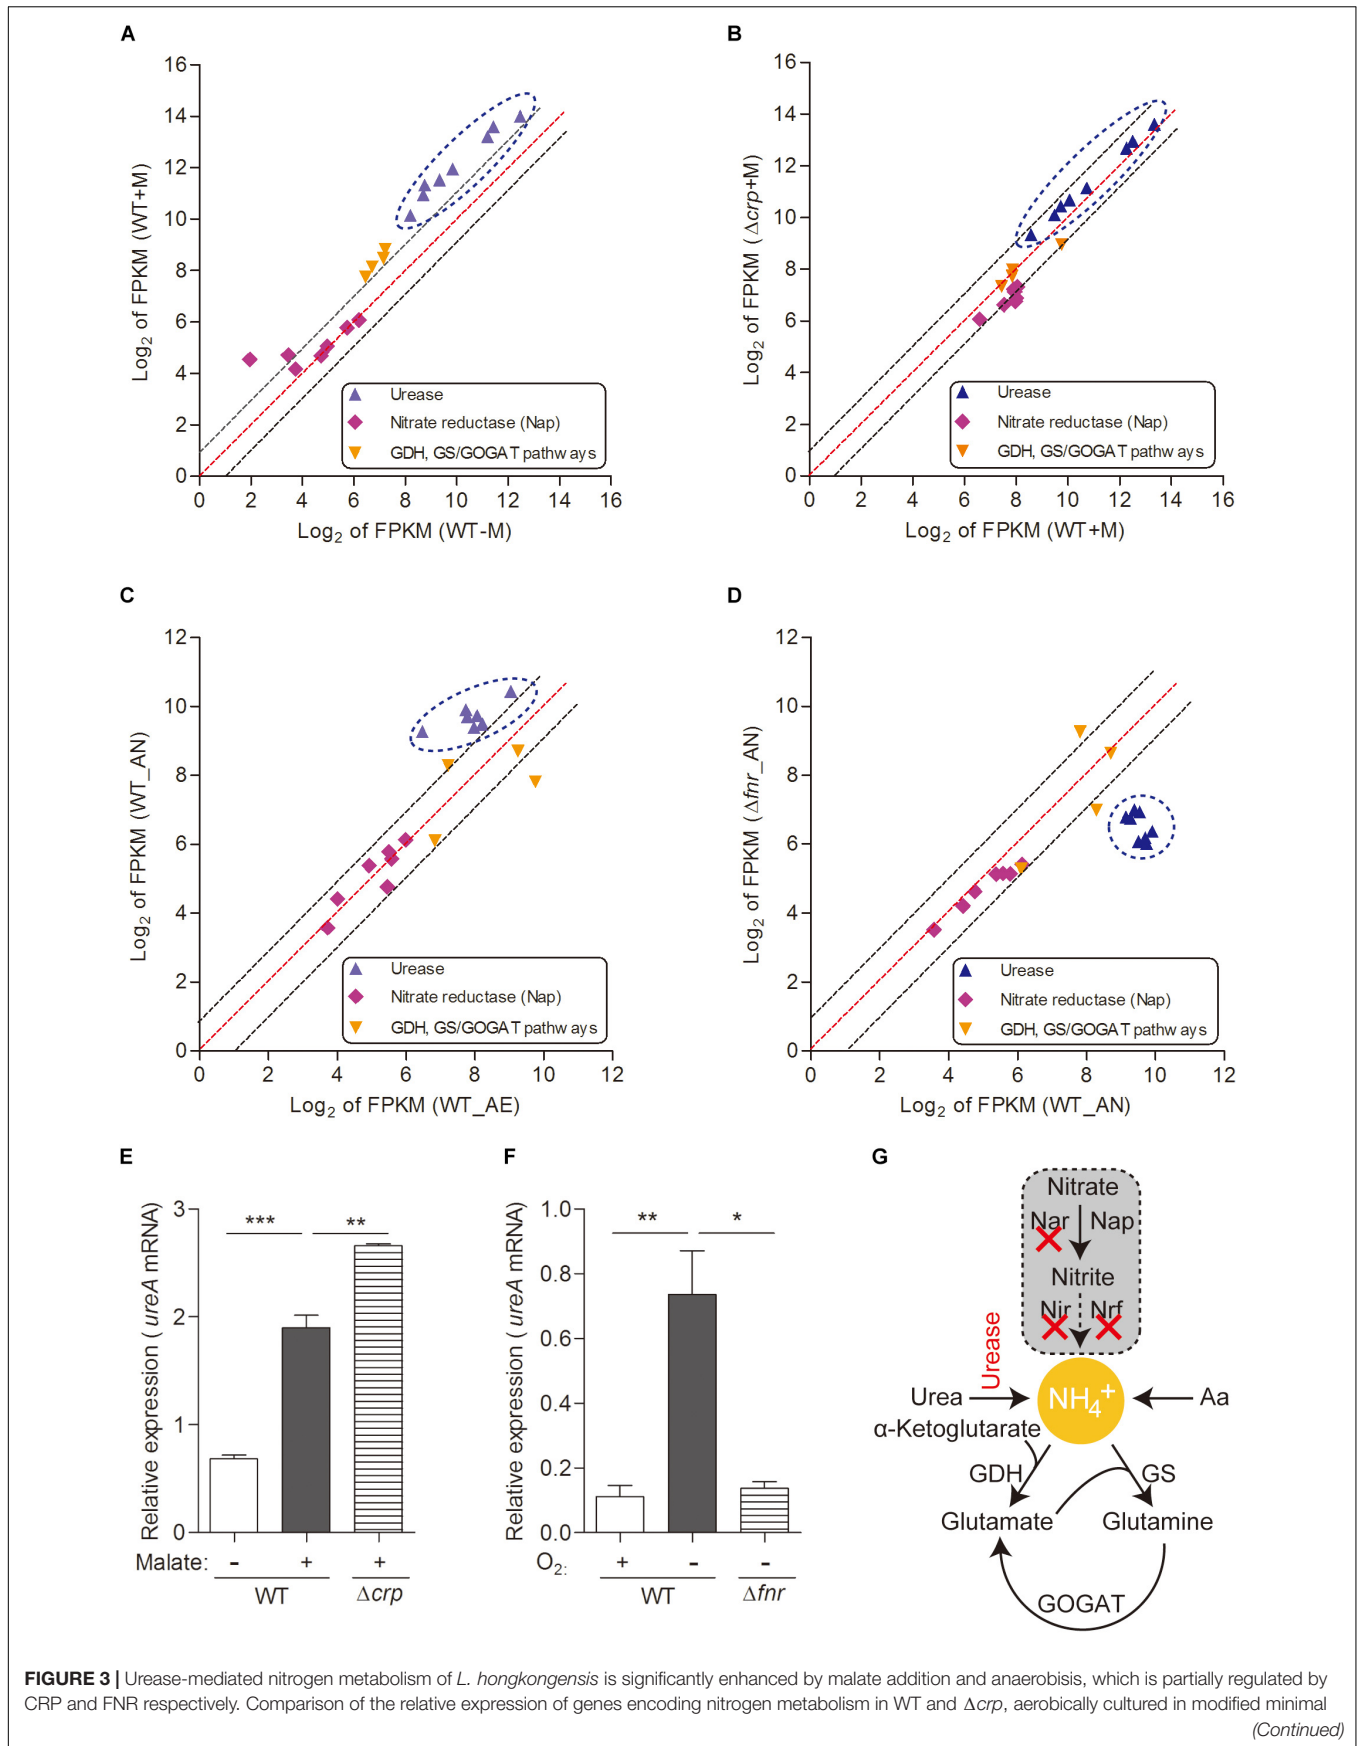 A
16
14
12
10
8
6
4
2
0
0 2 4 6 8 10 12 14 16
Log2 of FPKM (WT+M)
Log2 of FPKM (WT-M)
Urease
Nitrate reductase (Nap)
GDH, GS/GOGAT pathways
B
16
14
12
10
8
6
4
2
0
0 2 4 6 8 10 12 14 16
Log2 of FPKM (Δcrp+M)
Log2 of FPKM (WT+M)
Urease
Nitrate reductase (Nap)
GDH, GS/GOGAT pathways
C
12
10
8
6
4
2
0
0 2 4 6 8 10 12
Log2 of FPKM (WT_AN)
Log2 of FPKM (WT_AE)
Urease
Nitrate reductase (Nap)
GDH, GS/GOGAT pathways
D
12
10
8
6
4
2
0
0 2 4 6 8 10 12
Log2 of FPKM (Δfnr_AN)
Log2 of FPKM (WT_AN)
Urease
Nitrate reductase (Nap)
GDH, GS/GOGAT pathways
E
Relative expression (ureA mRNA)
3
2
1
0
*** **
Malate: - + +
WT Δcrp
F
Relative expression (ureA mRNA)
1.0
0.8
0.6
0.4
0.2
0.0
** *
O2: + - -
WT Δfnr
G
Nitrate
Nar Nap
Nitrite
Nir Nrf
Urease
Urea NH4+ Aa
α-Ketoglutarate
GDH GS
Glutamate Glutamine
GOGAT
FIGURE 3 | Urease-mediated nitrogen metabolism of L. hongkongensis is significantly enhanced by malate addition and anaerobisis, which is partially regulated by
CRP and FNR respectively. Comparison of the relative expression of genes encoding nitrogen metabolism in WT and Δcrp, aerobically cultured in modified minimal
(Continued)